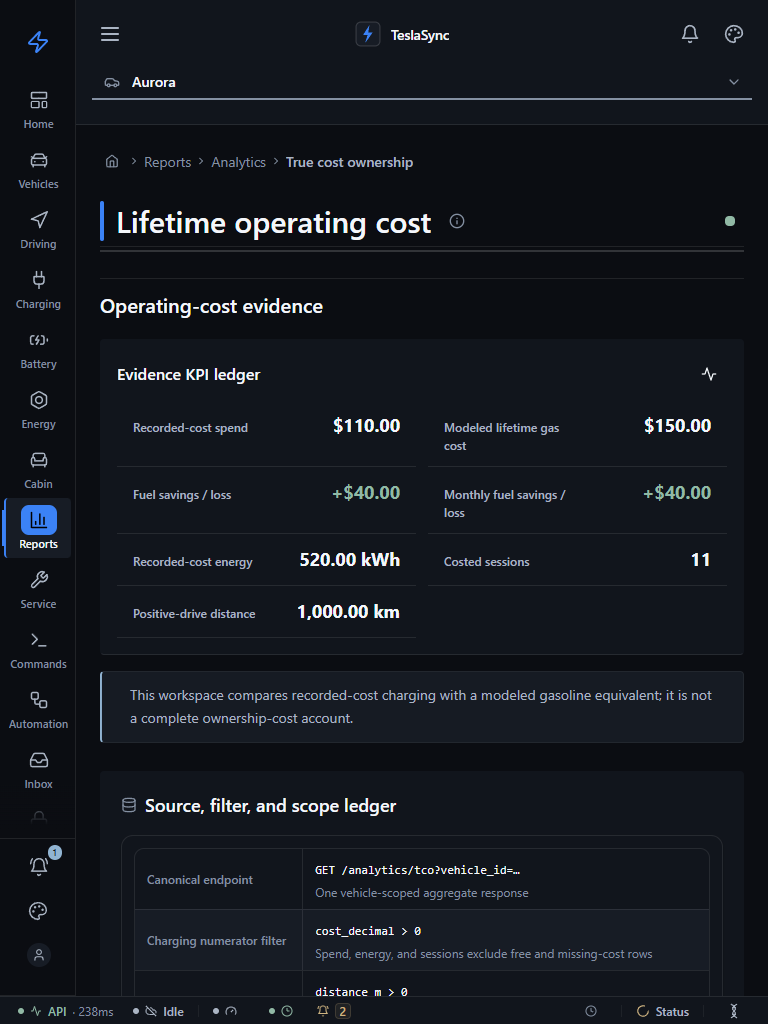 TeslaSync
Aurora
Home
Vehicles
Driving
Charging
Battery
Energy
Cabin
Reports
Service
Commands
Automation
Inbox
1
Reports > Analytics > True cost ownership
Lifetime operating cost
Operating-cost evidence
Evidence KPI ledger
Recorded-cost spend $110.00
Modeled lifetime gas
cost
$150.00
Fuel savings / loss +$40.00
Monthly fuel savings /
loss
+$40.00
Recorded-cost energy 520.00 kWh
Costed sessions 11
Positive-drive distance 1,000.00 km
This workspace compares recorded-cost charging with a modeled gasoline equivalent; it is not
a complete ownership-cost account.
Source, filter, and scope ledger
Canonical endpoint
GET /analytics/tco?vehicle_id=…
One vehicle-scoped aggregate response
Charging numerator filter
cost_decimal > 0
Spend, energy, and sessions exclude free and missing-cost rows
distance_m > 0
API · 238ms
Idle
2
Status